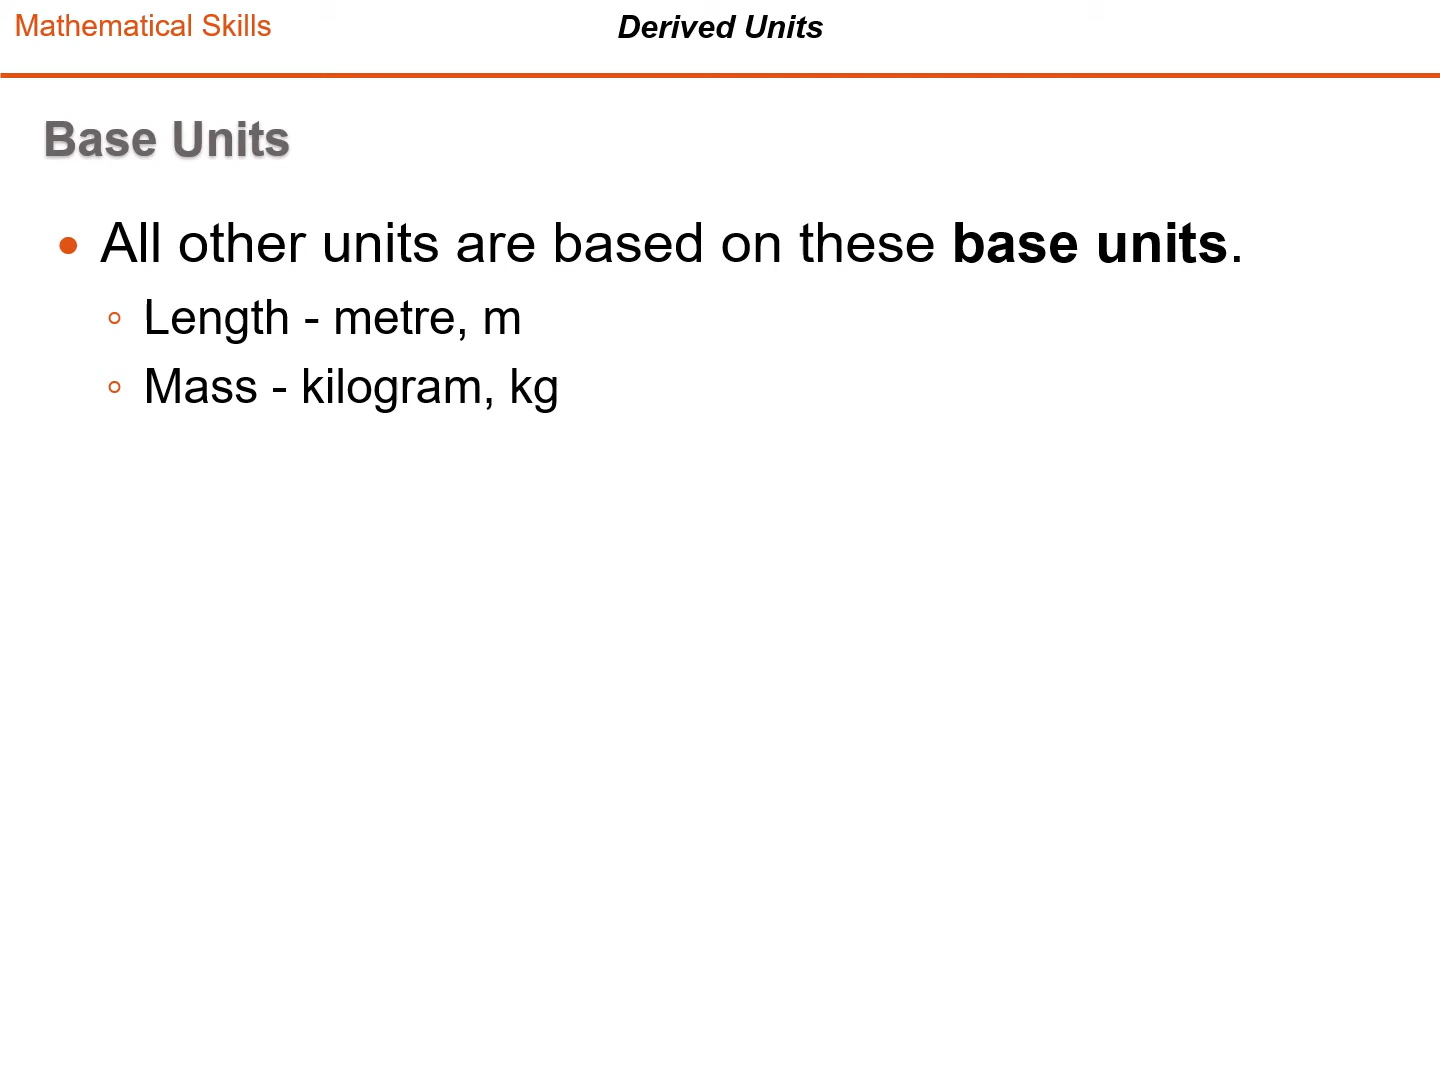 Mathematical Skills
Derived Units
Base Units
• All other units are based on these base units.
◦ Length - metre, m
◦ Mass - kilogram, kg